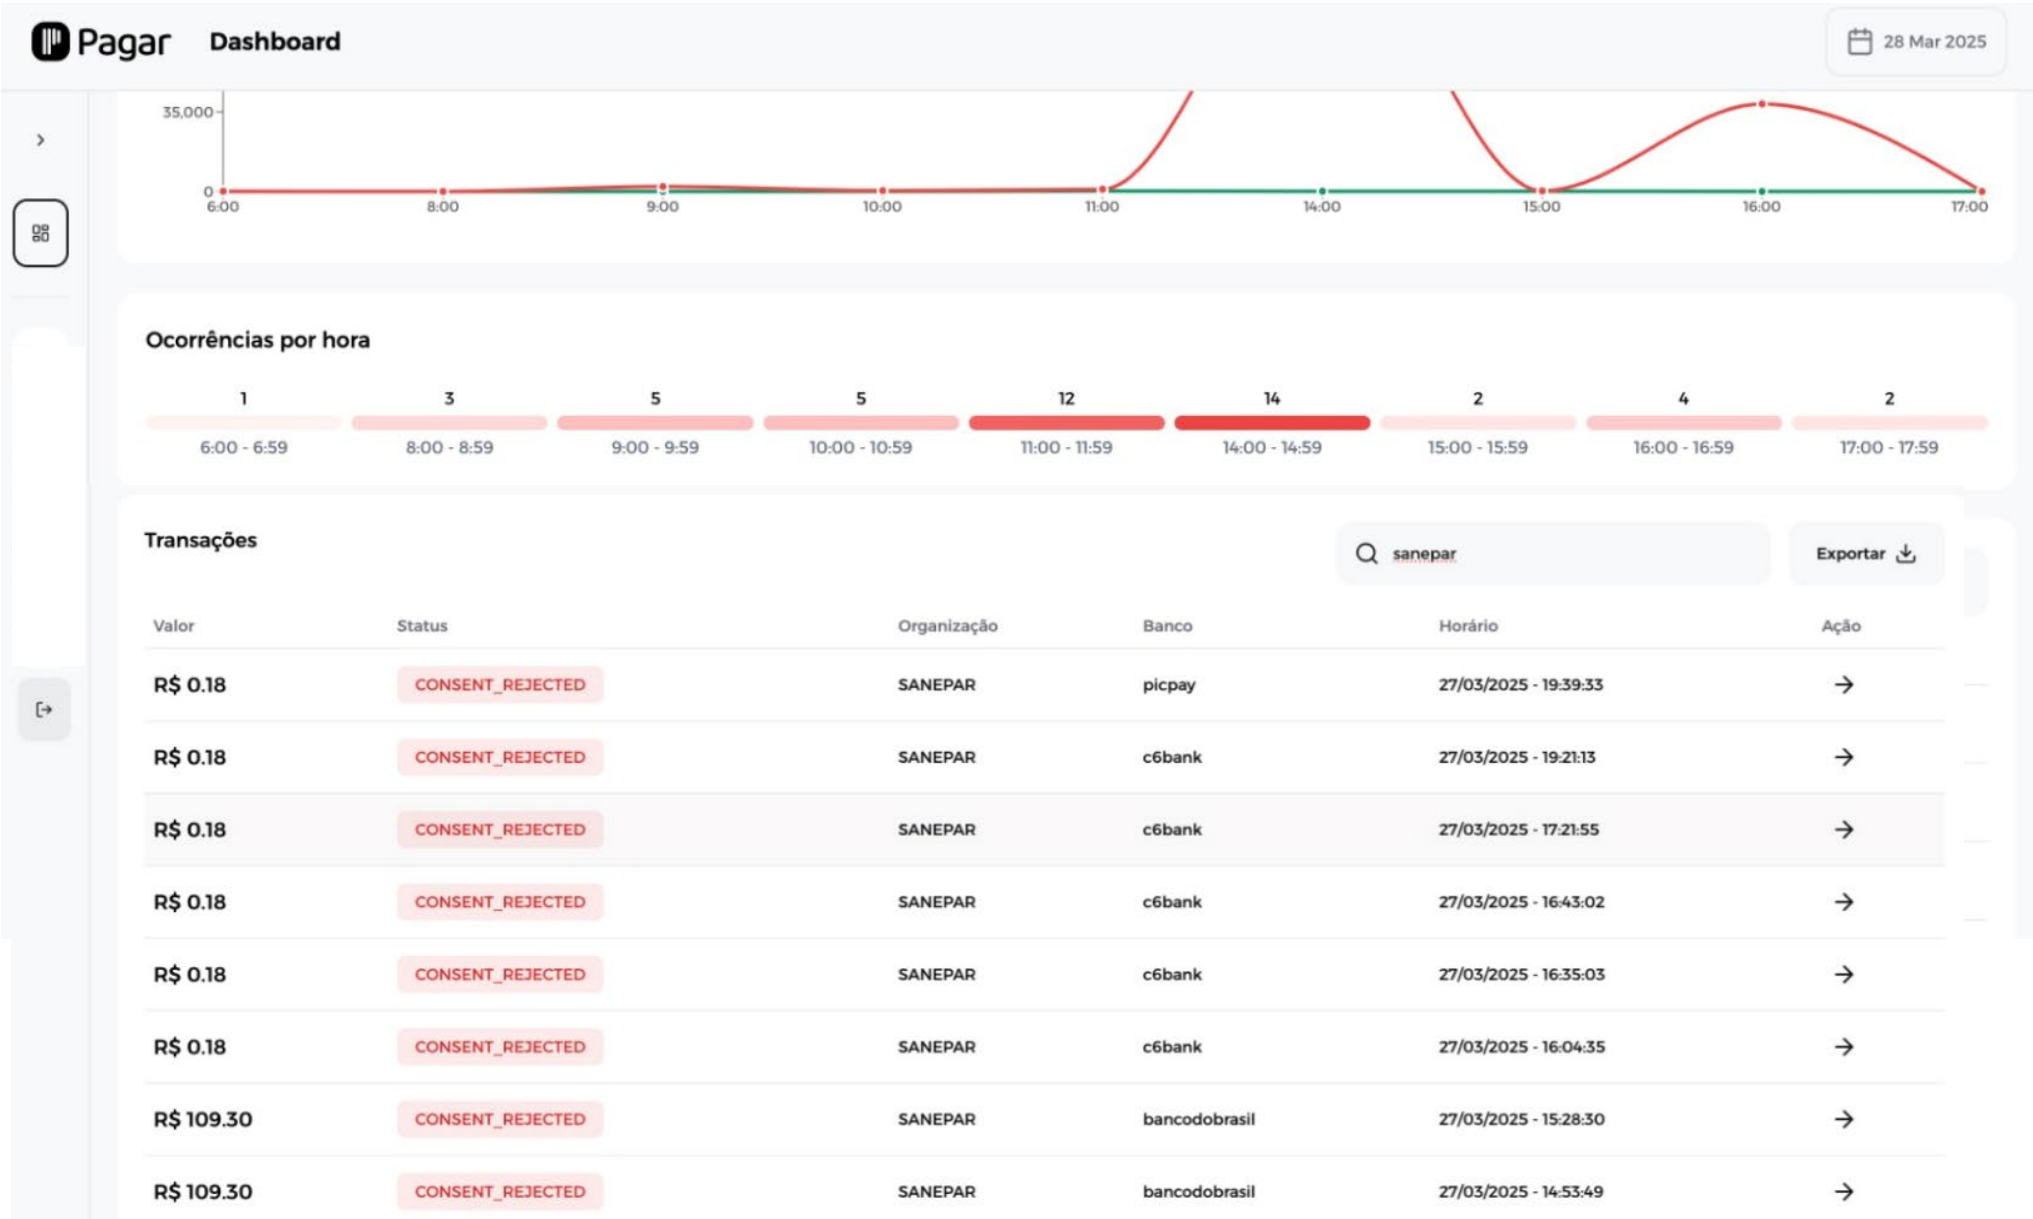 Pagar Dashboard 28 Mar 2025
35,000
0
6:00 8:00 9:00 10:00 11:00 14:00 15:00 16:00 17:00
Ocorrências por hora
1 3 5 5 12 14 2 4 2
6:00 - 6:59 8:00 - 8:59 9:00 - 9:59 10:00 - 10:59 11:00 - 11:59 14:00 - 14:59 15:00 - 15:59 16:00 - 16:59 17:00 - 17:59
Transações sanepar Exportar
Valor Status Organização Banco Horário Ação
R$ 0.18 CONSENT_REJECTED SANEPAR picpay 27/03/2025 - 19:39:33
R$ 0.18 CONSENT_REJECTED SANEPAR c6bank 27/03/2025 - 19:21:13
R$ 0.18 CONSENT_REJECTED SANEPAR c6bank 27/03/2025 - 17:21:55
R$ 0.18 CONSENT_REJECTED SANEPAR c6bank 27/03/2025 - 16:43:02
R$ 0.18 CONSENT_REJECTED SANEPAR c6bank 27/03/2025 - 16:35:03
R$ 0.18 CONSENT_REJECTED SANEPAR c6bank 27/03/2025 - 16:04:35
R$ 109.30 CONSENT_REJECTED SANEPAR bancodobrasil 27/03/2025 - 15:28:30
R$ 109.30 CONSENT_REJECTED SANEPAR bancodobrasil 27/03/2025 - 14:53:49